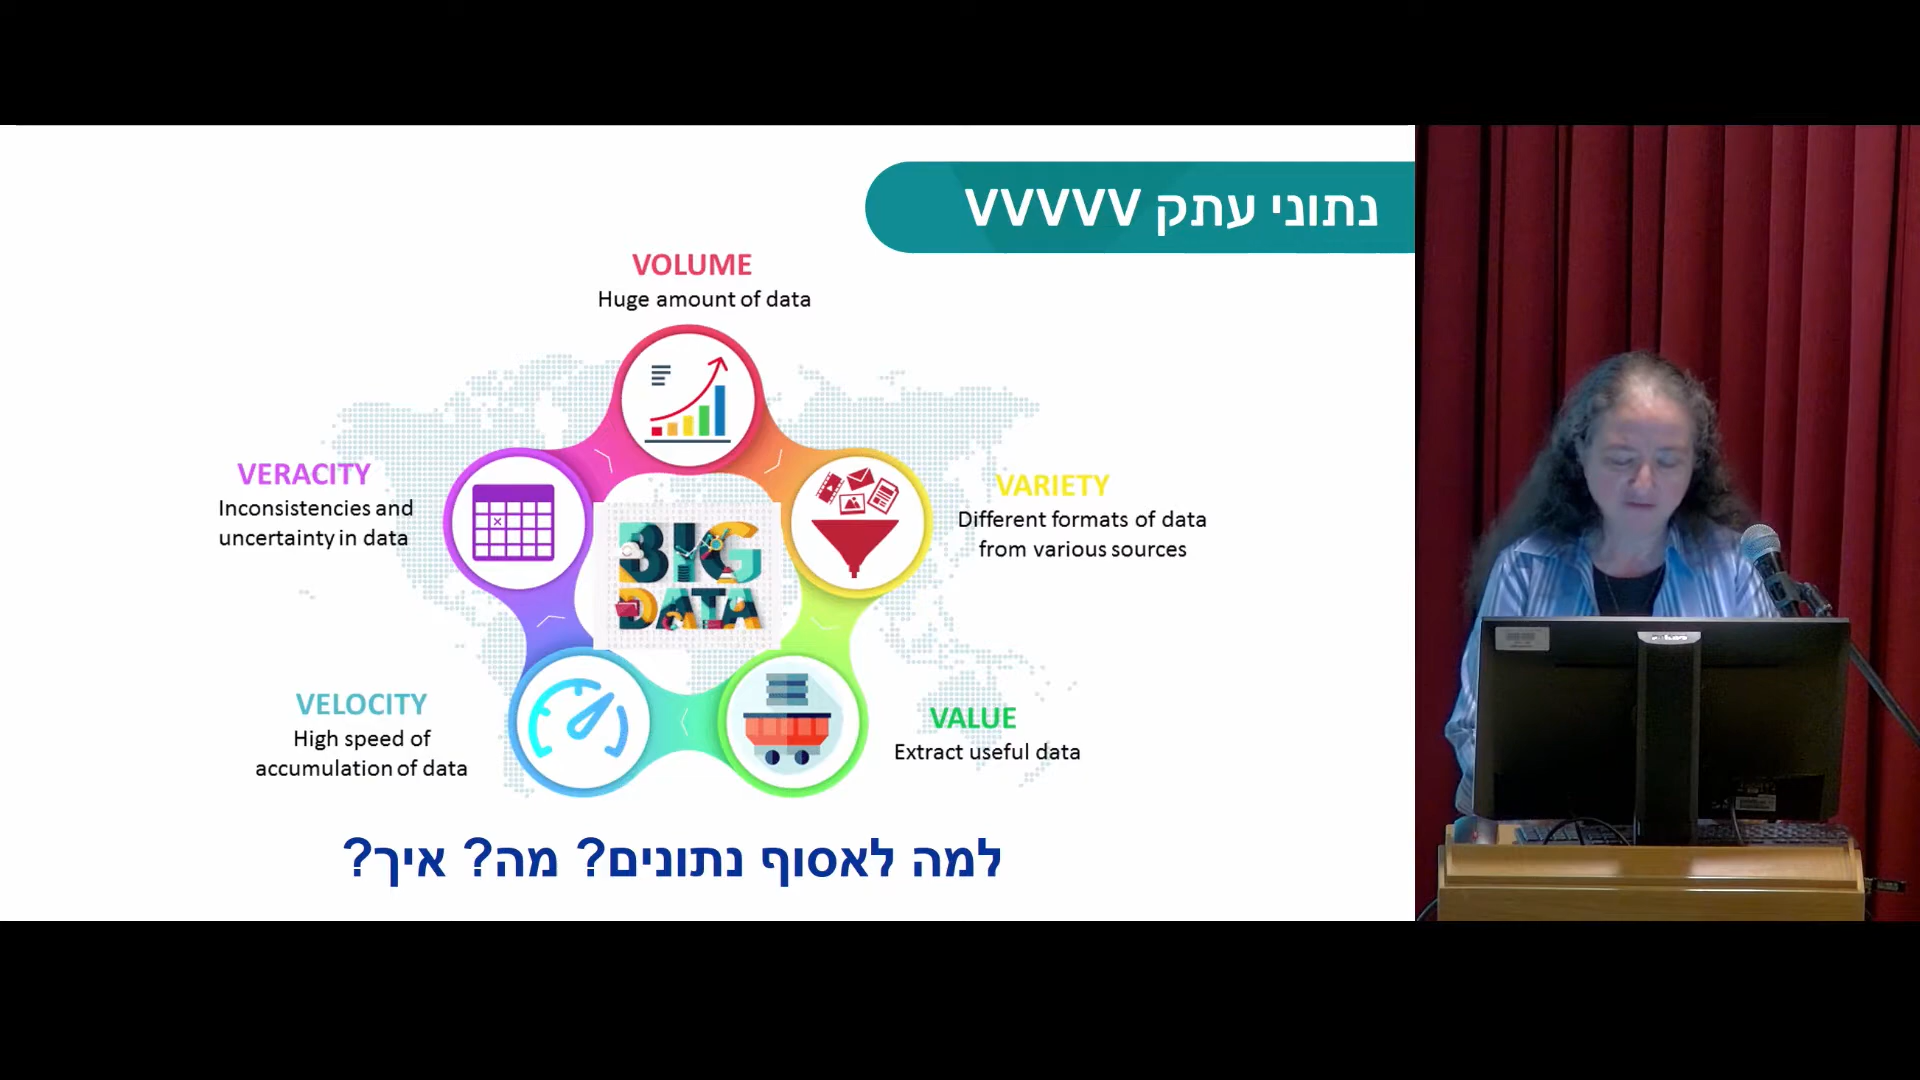 נתוני עתק VVVVV
VOLUME
Huge amount of data
VERACITY
Inconsistencies and
uncertainty in data
VARIETY
Different formats of data
from various sources
BIG
DATA
VELOCITY
High speed of
accumulation of data
VALUE
Extract useful data
למה לאסוף נתונים? מה? איך?